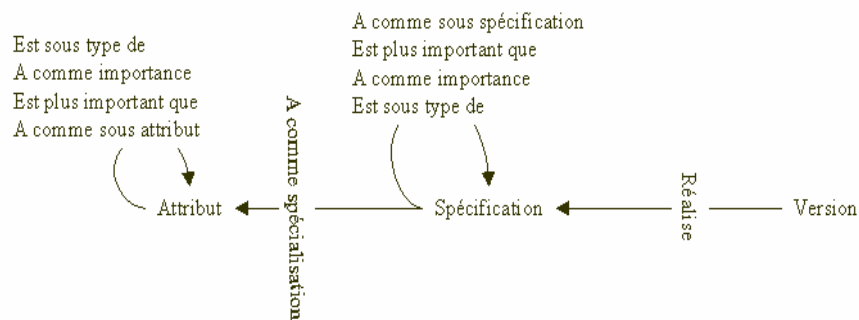 Est sous type de
A comme importance
Est plus important que
A comme sous attribut
A comme sous spécification
Est plus important que
A comme importance
Est sous type de
Attribut
A comme spécialisation
Spécification
Réalise
Version